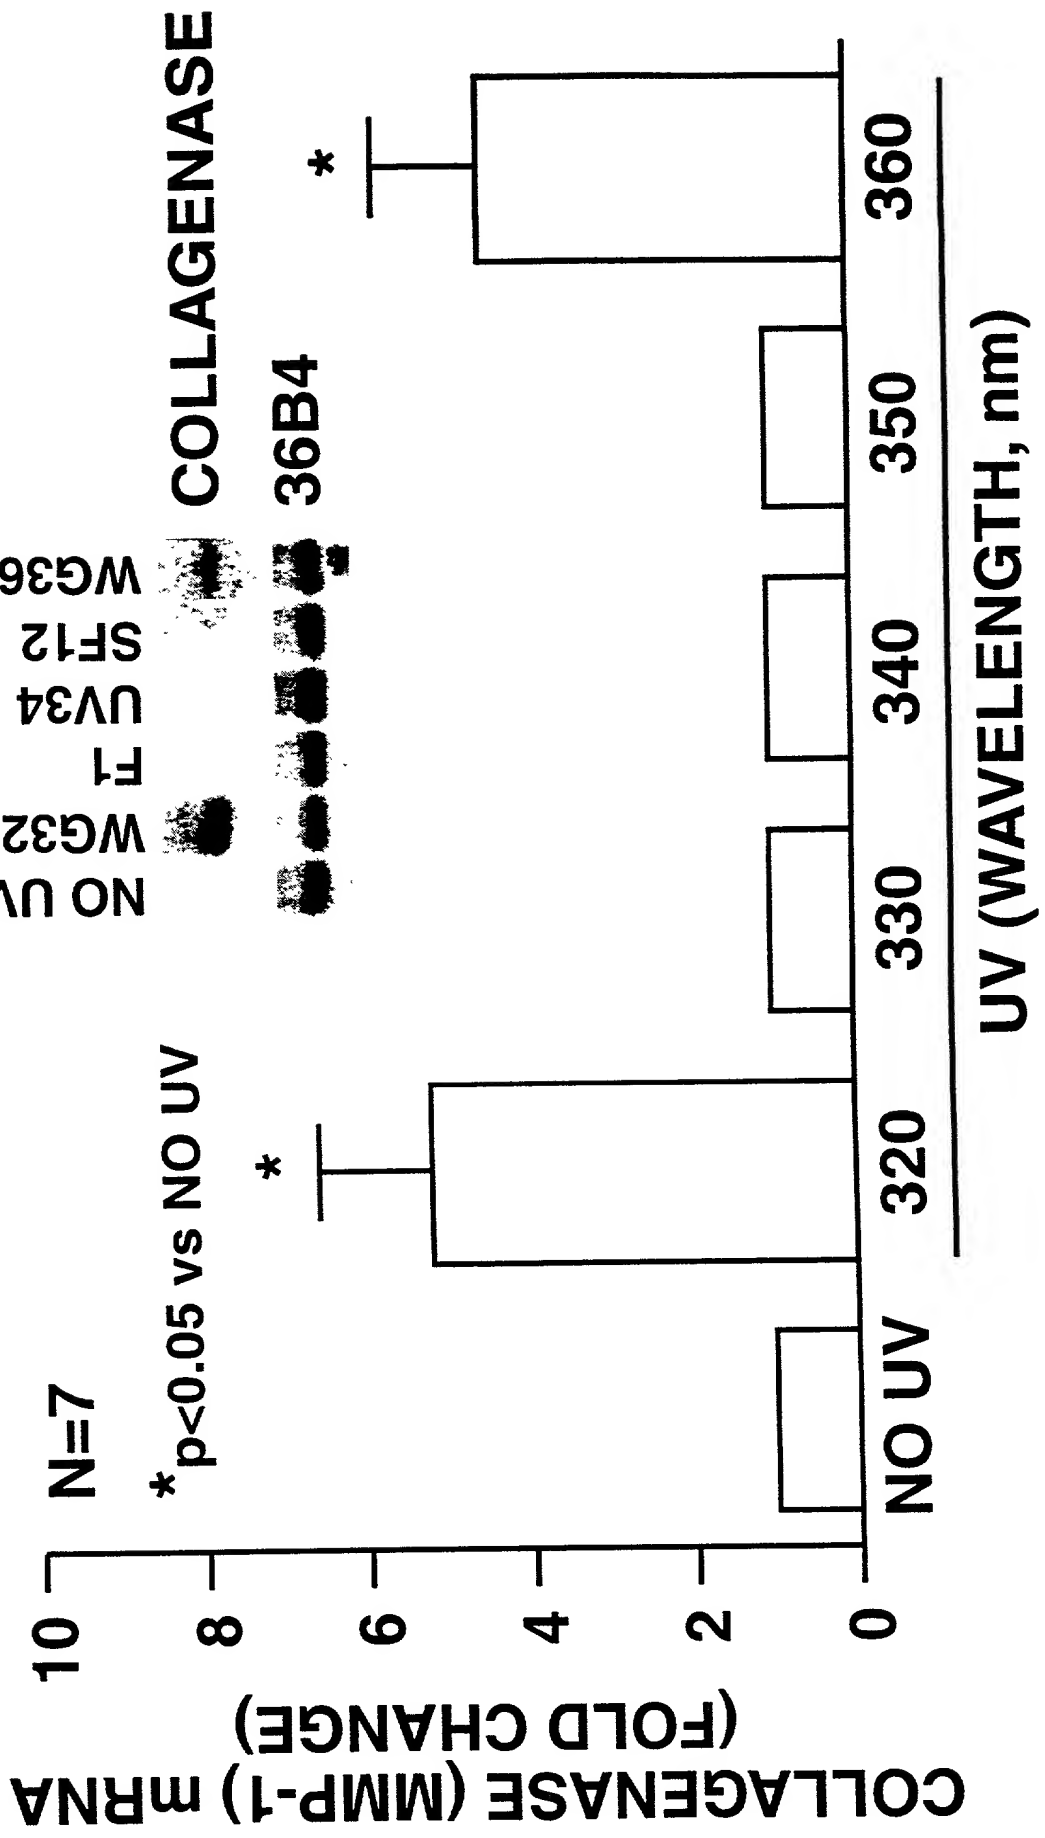 COLLAGENASE (MMP-1) mRNA
(FOLD CHANGE)
10
8
6
4
2
0
N=7
*p<0.05 vs NO UV
NO UV
WG32
F1
UV34
SF12
WG36
COLLAGENASE
36B4
*
*
NO UV
320
330
340
350
360
UV (WAVELENGTH, nm)